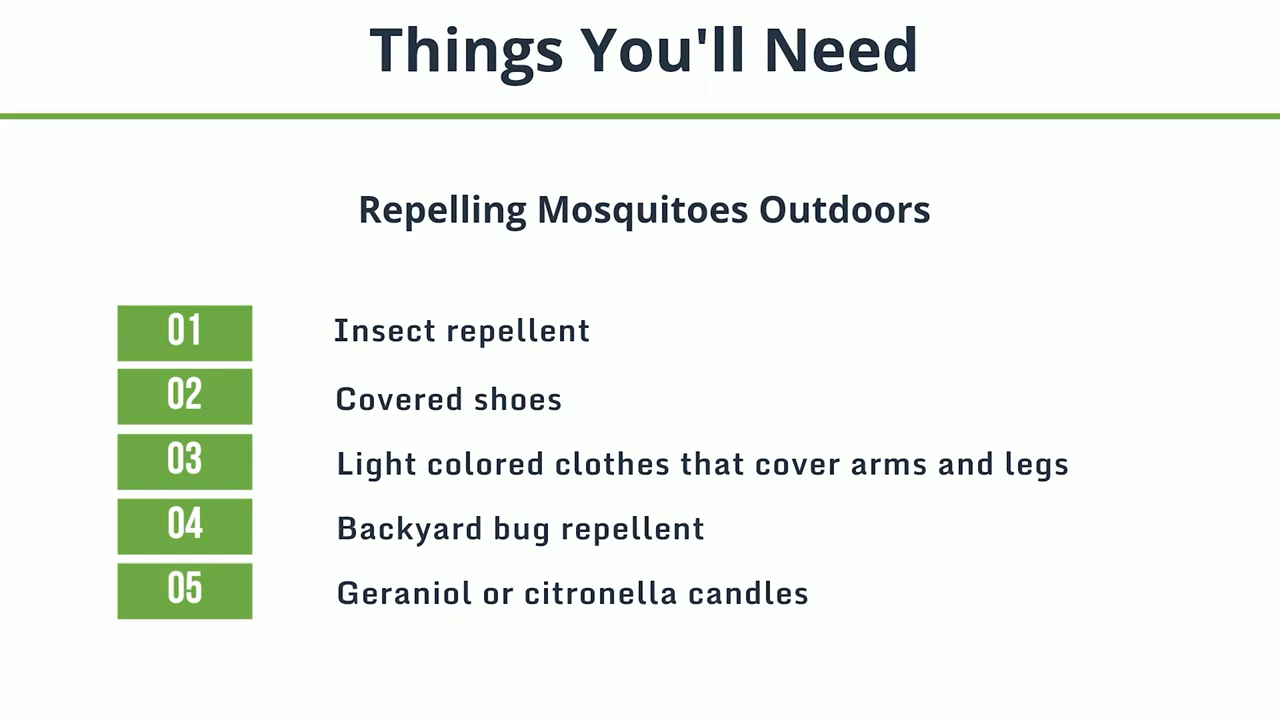 Things You'll Need
Repelling Mosquitoes Outdoors
01 Insect repellent
02 Covered shoes
03 Light colored clothes that cover arms and legs
04 Backyard bug repellent
05 Geraniol or citronella candles